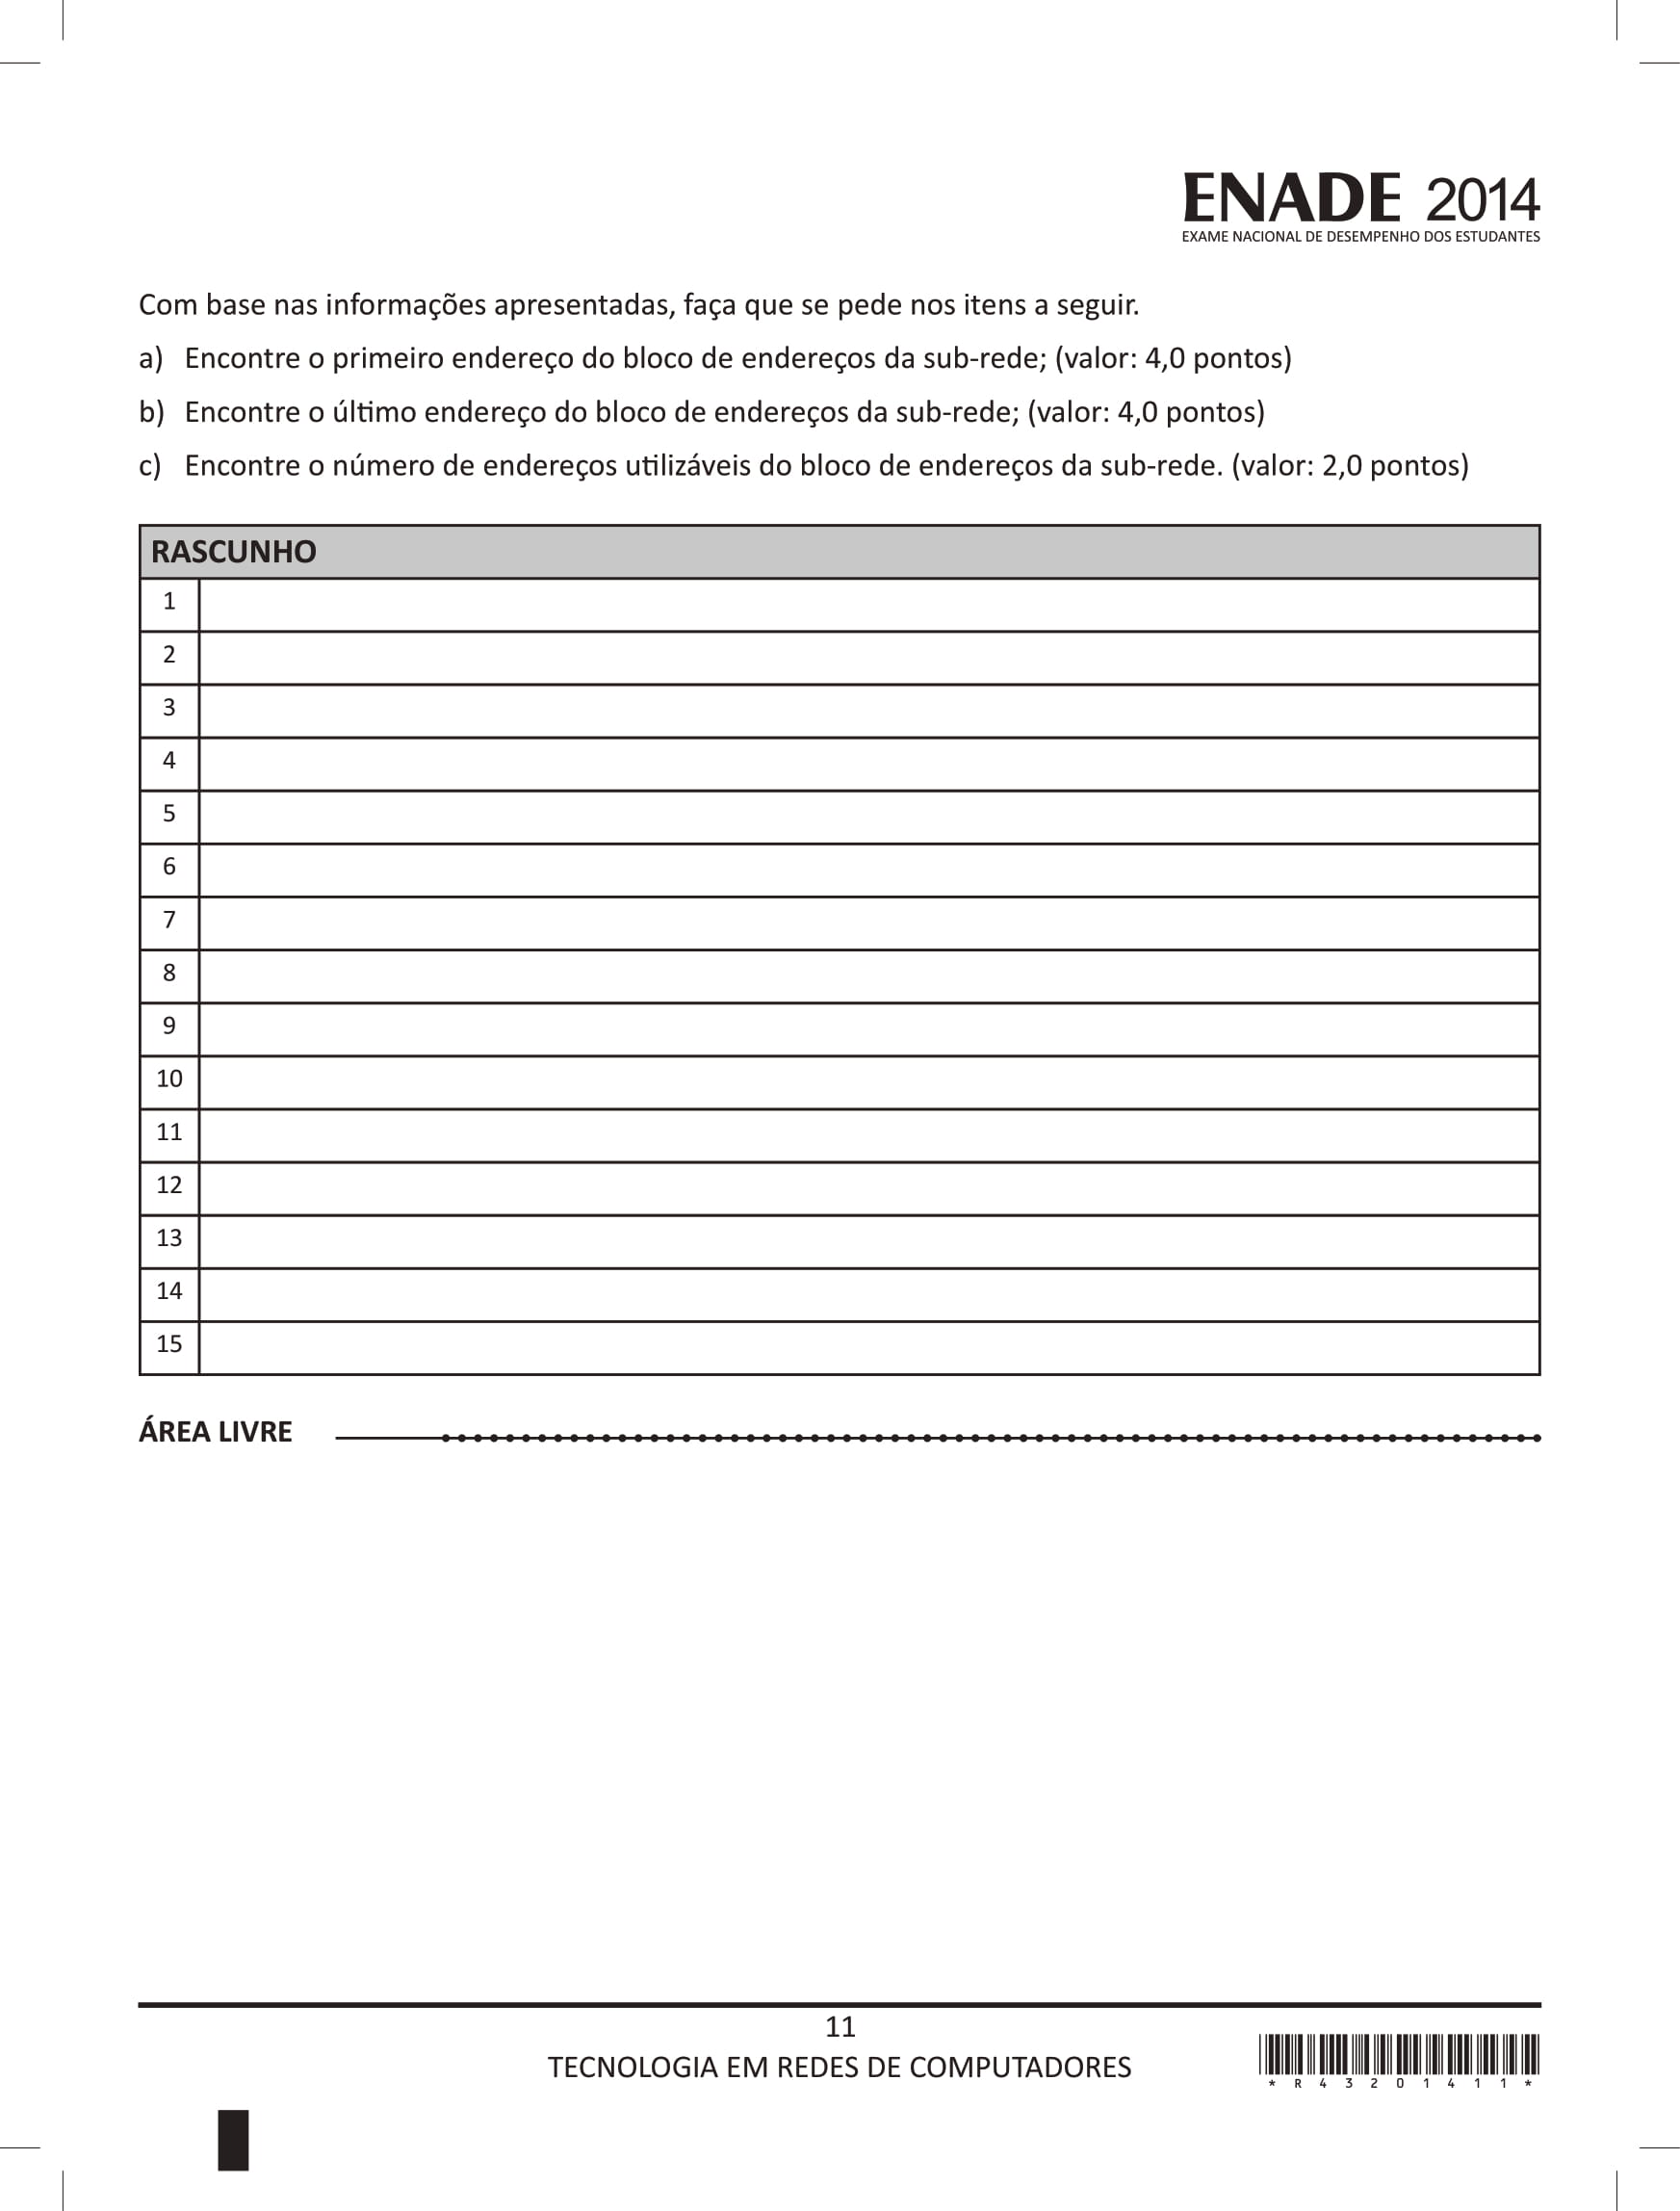 ENADE 2014
EXAME NACIONAL DE DESEMPENHO DOS ESTUDANTES
Com base nas informações apresentadas, faça que se pede nos itens a seguir.
a) Encontre o primeiro endereço do bloco de endereços da sub-rede; (valor: 4,0 pontos)
b) Encontre o último endereço do bloco de endereços da sub-rede; (valor: 4,0 pontos)
c) Encontre o número de endereços utilizáveis do bloco de endereços da sub-rede. (valor: 2,0 pontos)
RASCUNHO
1
2
3
4
5
6
7
8
9
10
11
12
13
14
15
ÁREA LIVRE
11
TECNOLOGIA EM REDES DE COMPUTADORES
* R 4 3 2 0 1 4 1 1 *